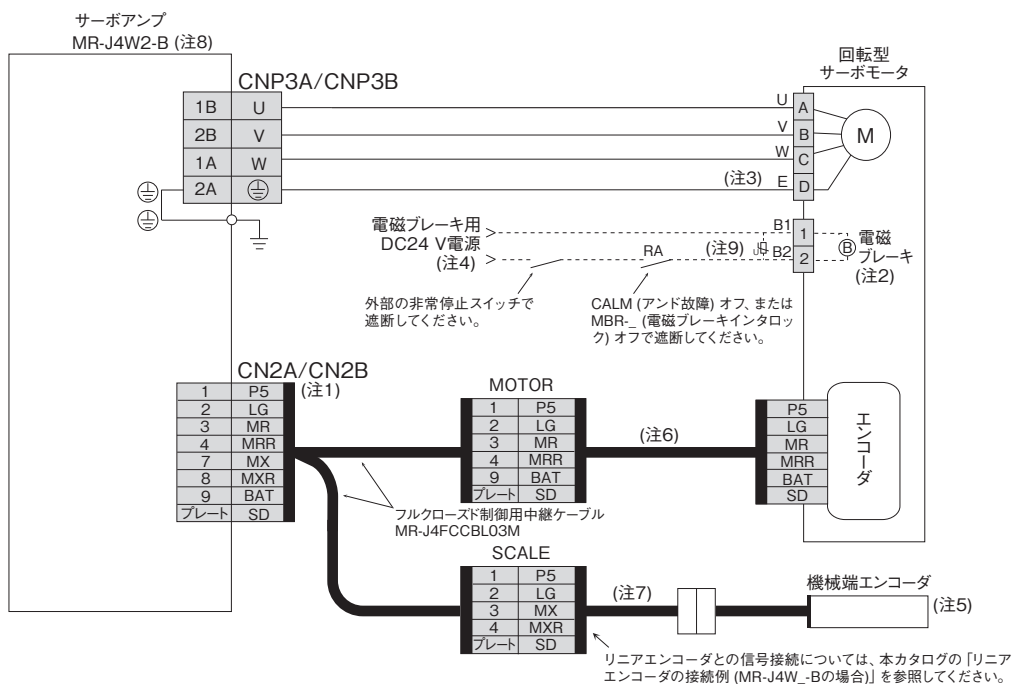 サーボアンプ
MR-J4W2-B (注8)
CNP3A/CNP3B
1B U
2B V
1A W
2A
回転型
サーボモータ
U A
V B
W C
(注3) E D
M
電磁ブレーキ用
DC24 V電源
(注4)
RA
(注9)
U
B1 1
B2 2
B
電磁
ブレーキ
(注2)
外部の非常停止スイッチで
遮断してください。
CALM (アンド故障) オフ、または
MBR-_ (電磁ブレーキインタロッ
ク) オフで遮断してください。
CN2A/CN2B
(注1)
1 P5
2 LG
3 MR
4 MRR
7 MX
8 MXR
9 BAT
プレート SD
MOTOR
1 P5
2 LG
3 MR
4 MRR
9 BAT
プレート SD
(注6)
P5
LG
MR
MRR
BAT
SD
エンコーダ
フルクローズド制御用中継ケーブル
MR-J4FCCBL03M
SCALE
1 P5
2 LG
3 MX
4 MXR
プレート SD
(注7)
機械端エンコーダ
(注5)
リニアエンコーダとの信号接続については、本カタログの「リニア
エンコーダの接続例 (MR-J4W_-Bの場合)」を参照してください。